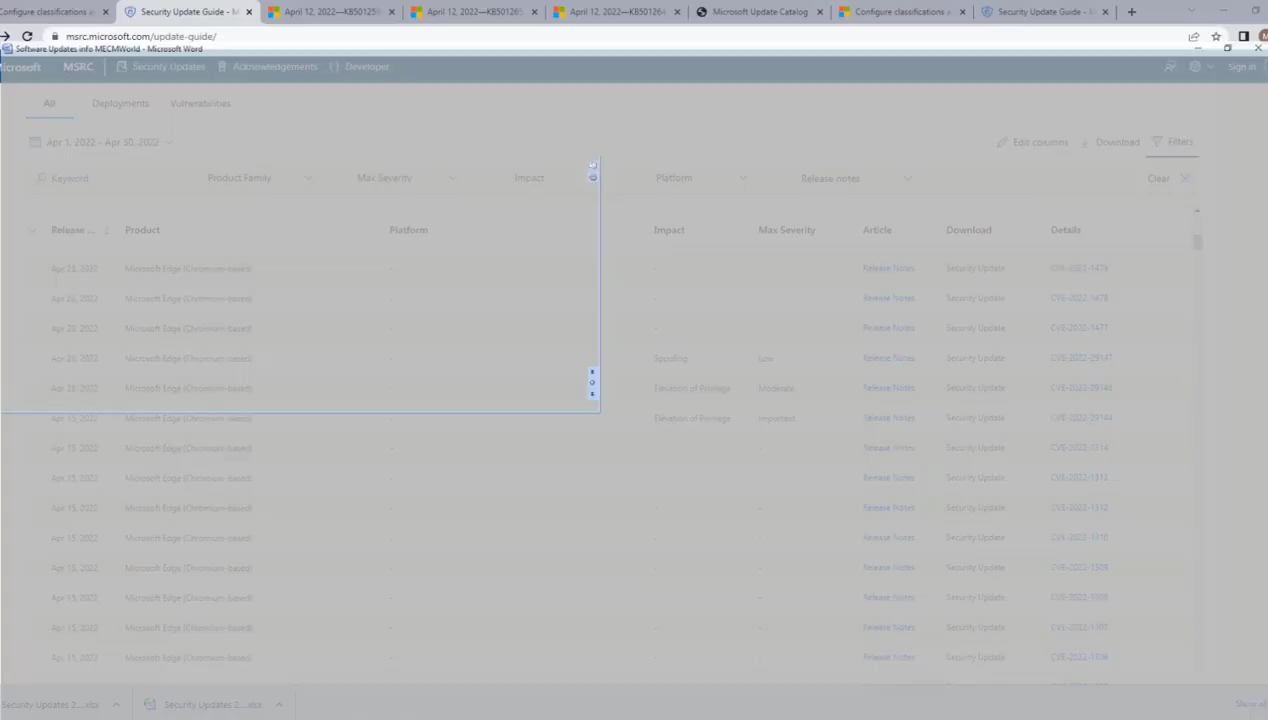 Configure classifications a
Security Update Guide - M
April 12, 2022—KB501259
April 12, 2022—KB501265
April 12, 2022—KB501264
Microsoft Update Catalog
Configure classifications a
Security Update Guide -
msrc.microsoft.com/update-guide/
Software Updates info MECMWorld - Microsoft Word
Microsoft MSRC Security Updates Acknowledgements Developer Sign in
All Deployments Vulnerabilities
Apr 1, 2022 - Apr 30, 2022 Edit columns Download Filters
Keyword Product Family Max Severity Impact Platform Release notes Clear
Release ... Product Platform Impact Max Severity Article Download Details
Microsoft Edge (Chromium-based) - Release Notes Security Update
Microsoft Edge (Chromium-based) - Release Notes Security Update CVE-2022-1478
Apr 28, 2022 Microsoft Edge (Chromium-based) - - Release Notes Security Update CVE-2022-1477
Apr 28, 2022 Microsoft Edge (Chromium-based) - Spoofing Low Release Notes Security Update CVE-2022-29147
Apr 28, 2022 Microsoft Edge (Chromium-based) - Elevation of Privilege Moderate Release Notes Security Update CVE-2022-29146
Apr 15, 2022 Microsoft Edge (Chromium-based) - Elevation of Privilege Important Release Notes Security Update CVE-2022-29144
Apr 15, 2022 Microsoft Edge (Chromium-based) - - - Release Notes Security Update CVE-2022-1314
Apr 15, 2022 Microsoft Edge (Chromium-based) - - - Release Notes Security Update CVE-2022-1313
Apr 15, 2022 Microsoft Edge (Chromium-based) - - - Release Notes Security Update CVE-2022-1312
Apr 15, 2022 Microsoft Edge (Chromium-based) - - - Release Notes Security Update CVE-2022-1310
Apr 15, 2022 Microsoft Edge (Chromium-based) - - - Release Notes Security Update CVE-2022-1309
Apr 15, 2022 Microsoft Edge (Chromium-based) - - - Release Notes Security Update CVE-2022-1308
Apr 15, 2022 Microsoft Edge (Chromium-based) - - - Release Notes Security Update CVE-2022-1307
Apr 15, 2022 Microsoft Edge (Chromium-based) - - - Release Notes Security Update CVE-2022-1306
Security Updates 2....xlsx Security Updates 2....xlsx Show all